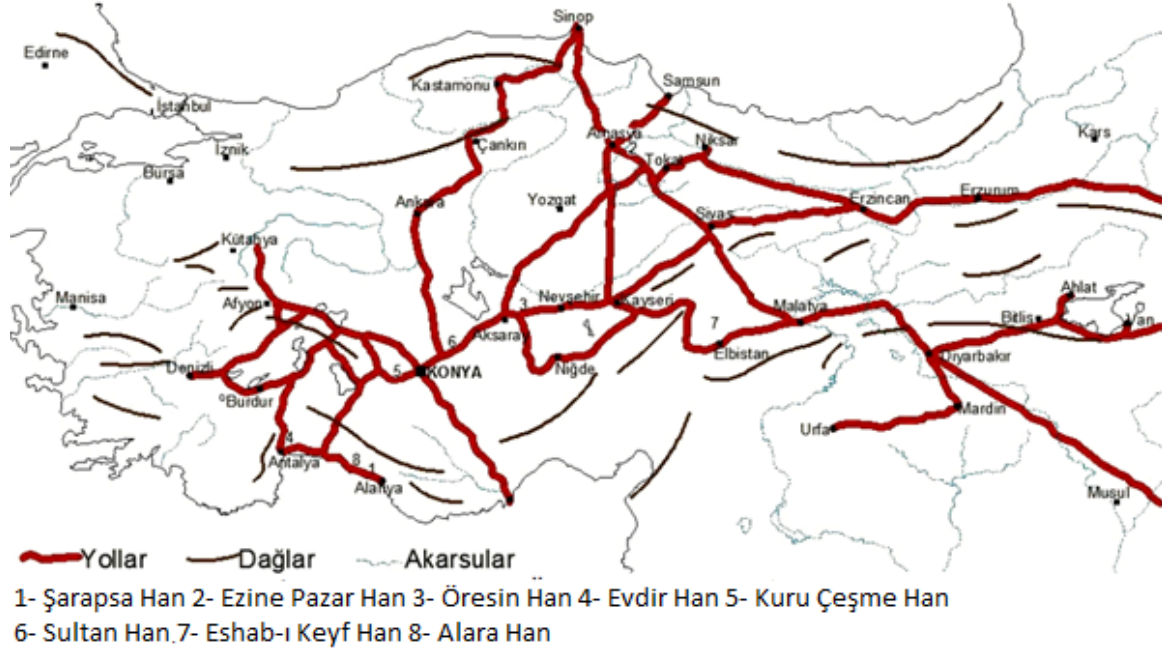 Sinop
Edirne
Kastamonu
Samsun
İstanbul
Kars
Çankırı
Amasya
2
Niksar
İznik
Tokat
Bursa
Ankara
Yozgat
Sivas
Erzincan
Erzurum
Kütahya
Manisa
Afyon
3
Nevşehir
Kayseri
Malatya
Ahlat
Bitlis
Van
Aksaray
6
7
Elbistan
Diyarbakır
Denizli
5
KONYA
Niğde
°Burdur
Mardin
Urfa
4
Antalya
8
1
Alanya
Musul
Yollar
Dağlar
Akarsular
1- Şarapsa Han 2- Ezine Pazar Han 3- Öresin Han 4- Evdir Han 5- Kuru Çeşme Han
6- Sultan Han 7- Eshab-ı Keyf Han 8- Alara Han